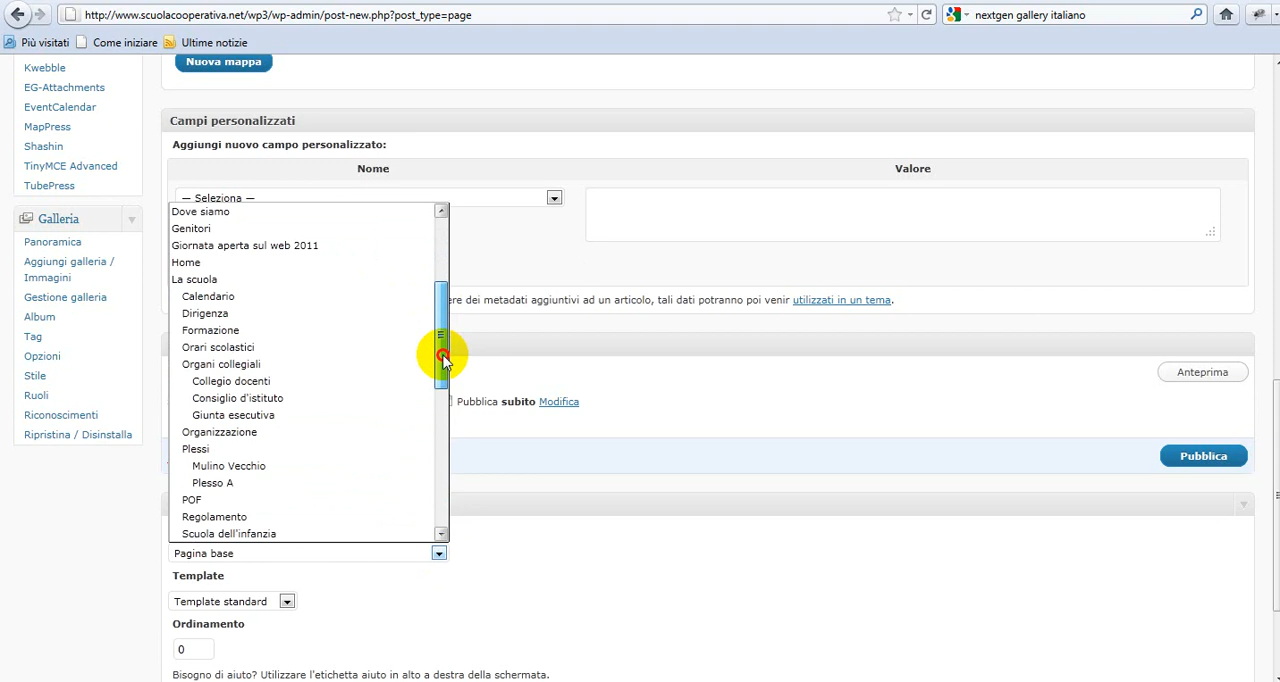 http://www.scuolacooperativa.net/wp3/wp-admin/post-new.php?post_type=page
nextgen gallery italiano
Più visitati Come iniziare Ultime notizie
Kwebble
EG-Attachments
EventCalendar
MapPress
Shashin
TinyMCE Advanced
TubePress
Galleria
Panoramica
Aggiungi galleria /
Immagini
Gestione galleria
Album
Tag
Opzioni
Stile
Ruoli
Riconoscimenti
Ripristina / Disinstalla
Nuova mappa
Campi personalizzati
Aggiungi nuovo campo personalizzato:
Nome Valore
— Seleziona —
Dove siamo
Genitori
Giornata aperta sul web 2011
Home
La scuola
Calendario
Dirigenza
Formazione
Orari scolastici
Organi collegiali
Collegio docenti
Consiglio d'istituto
Giunta esecutiva
Organizzazione
Plessi
Mulino Vecchio
Plesso A
POF
Regolamento
Scuola dell'infanzia
ere dei metadati aggiuntivi ad un articolo, tali dati potranno poi venir utilizzati in un tema.
Anteprima
Pubblica subito Modifica
Pubblica
Pagina base
Template
Template standard
Ordinamento
0
Bisogno di aiuto? Utilizzare l'etichetta aiuto in alto a destra della schermata.